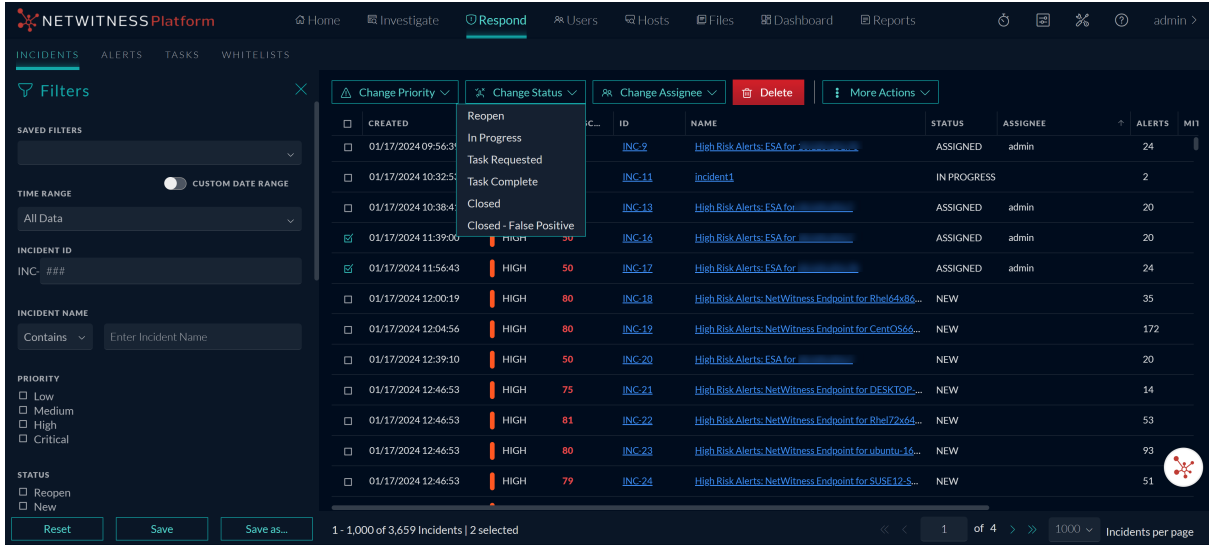 NETWITNESS Platform Home Investigate Respond Users Hosts Files Dashboard Reports admin >
INCIDENTS ALERTS TASKS WHITELISTS
Filters
SAVED FILTERS
CUSTOM DATE RANGE
TIME RANGE
All Data
INCIDENT ID
INC- ###
INCIDENT NAME
Contains Enter Incident Name
PRIORITY
Low
Medium
High
Critical
STATUS
Reopen
New
Reset Save Save as...
Change Priority Change Status Change Assignee Delete More Actions
Reopen
In Progress
Task Requested
Task Complete
Closed
Closed - False Positive
CREATED ID NAME STATUS ASSIGNEE ALERTS
01/17/2024 09:56:39 INC-9 High Risk Alerts: ESA for ASSIGNED admin 24
01/17/2024 10:32:53 INC-11 incident1 IN PROGRESS 2
01/17/2024 10:38:4 INC-13 High Risk Alerts: ESA for ASSIGNED admin 20
01/17/2024 11:39:00 HIGH 50 INC-16 High Risk Alerts: ESA for ASSIGNED admin 20
01/17/2024 11:56:43 HIGH 50 INC-17 High Risk Alerts: ESA for ASSIGNED admin 24
01/17/2024 12:00:19 HIGH 80 INC-18 High Risk Alerts: NetWitness Endpoint for Rhel64x86... NEW 35
01/17/2024 12:04:56 HIGH 80 INC-19 High Risk Alerts: NetWitness Endpoint for CentOS66... NEW 172
01/17/2024 12:39:10 HIGH 50 INC-20 High Risk Alerts: ESA for NEW 20
01/17/2024 12:46:53 HIGH 75 INC-21 High Risk Alerts: NetWitness Endpoint for DESKTOP-... NEW 14
01/17/2024 12:46:53 HIGH 81 INC-22 High Risk Alerts: NetWitness Endpoint for Rhel72x64... NEW 53
01/17/2024 12:46:53 HIGH 80 INC-23 High Risk Alerts: NetWitness Endpoint for ubuntu-16... NEW 93
01/17/2024 12:46:53 HIGH 79 INC-24 High Risk Alerts: NetWitness Endpoint for SUSE12-S... NEW 51
1 - 1,000 of 3,659 Incidents | 2 selected « < 1 of 4 > » 1000 Incidents per page